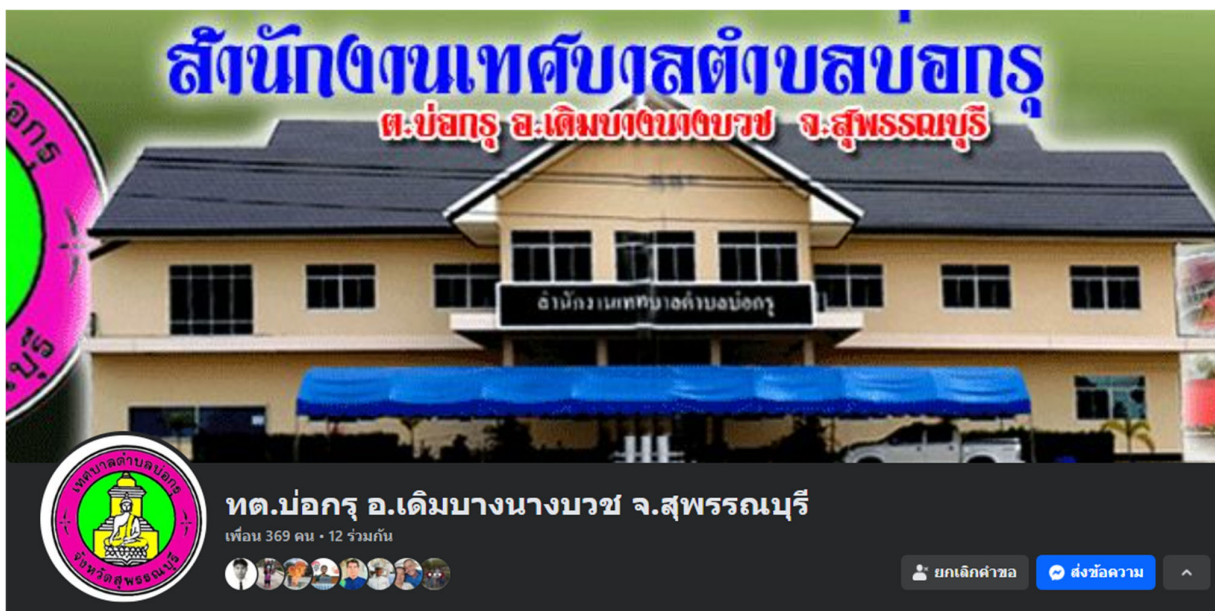 สำนักงานเทศบาลตำบลบ่อกรุ
ต.บ่อกรุ อ.เดิมบางนางบวช จ.สุพรรณบุรี
บ่อกรุ
สำนักงานเทศบาลตำบลบ่อกรุ
เทศบาลตำบลบ่อกรุ
จังหวัดสุพรรณบุรี
ทต.บ่อกรุ อ.เดิมบางนางบวช จ.สุพรรณบุรี
เพื่อน 369 คน • 12 ร่วมกัน
ยกเลิกคำขอ
ส่งข้อความ